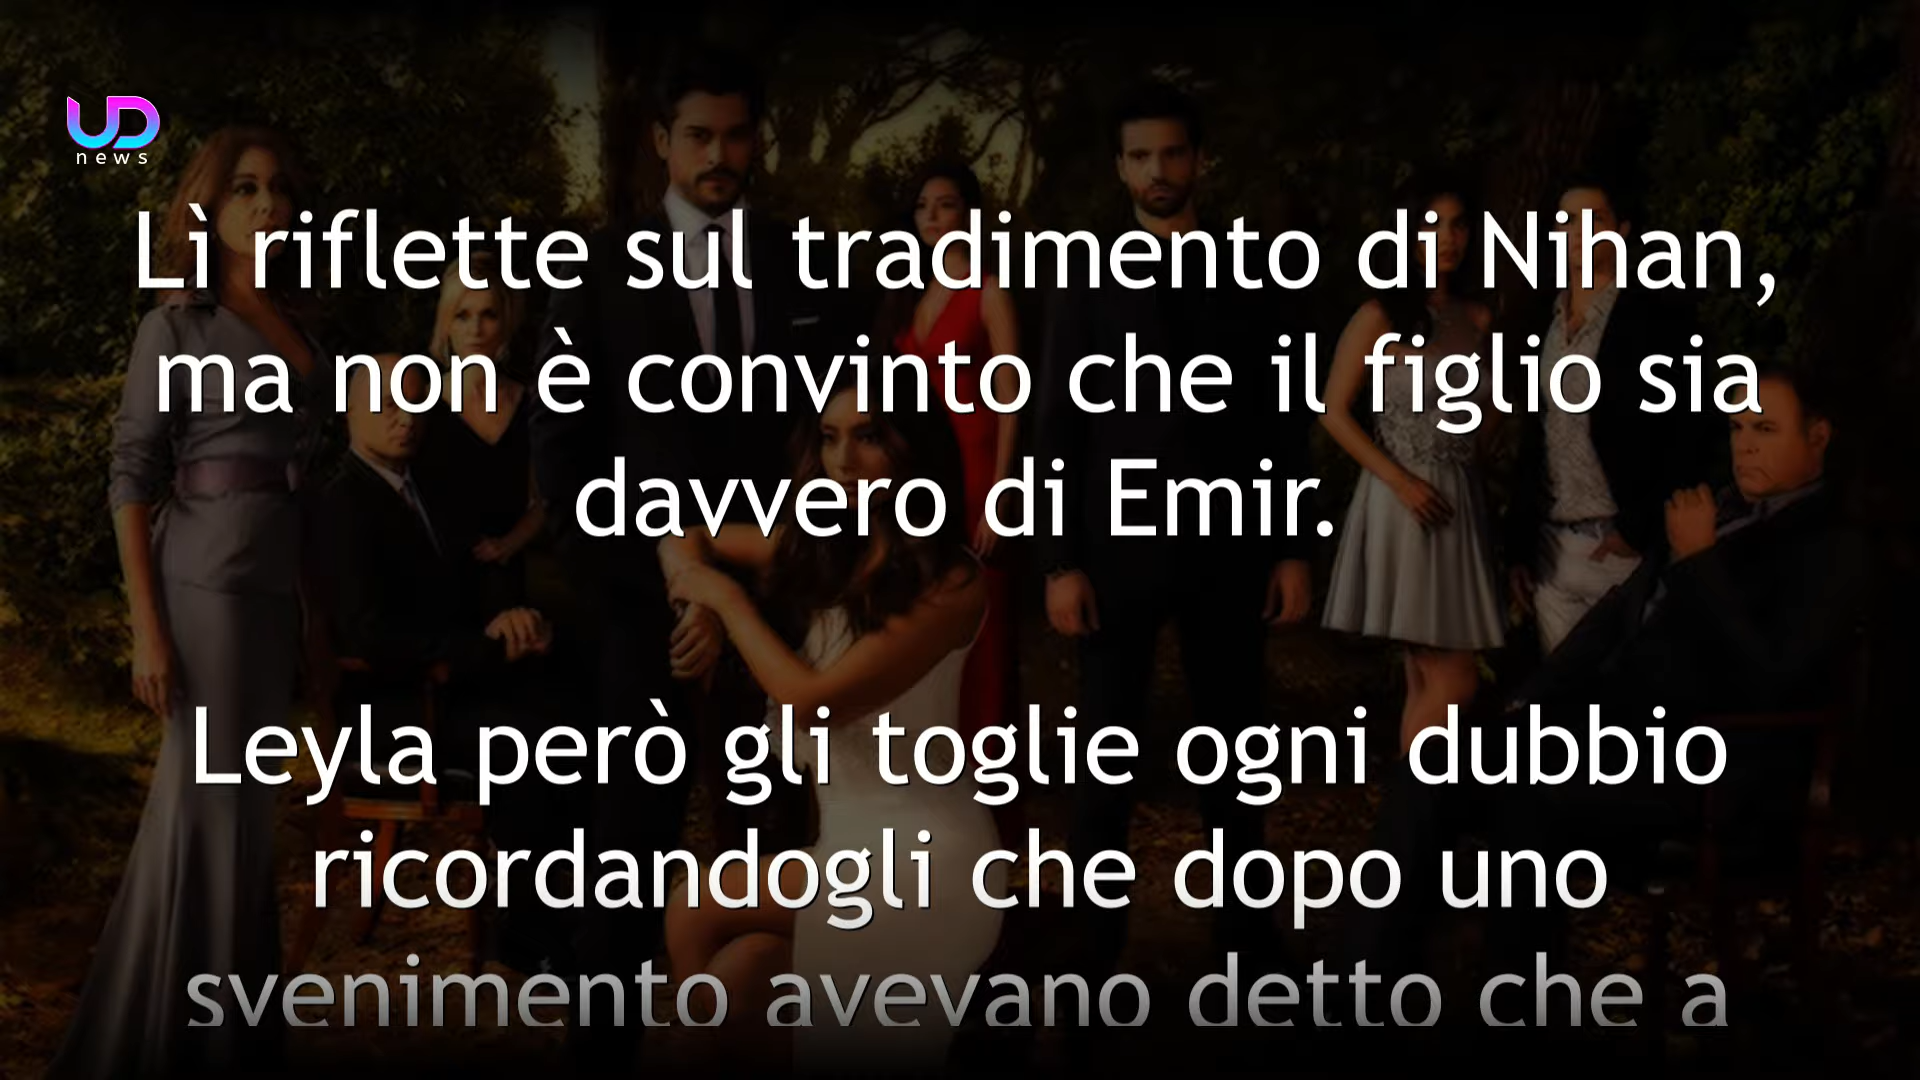 UD
news
Lì riflette sul tradimento di Nihan,
ma non è convinto che il figlio sia
davvero di Emir.
Leyla però gli toglie ogni dubbio
ricordandogli che dopo uno
svenimento avevano detto che a